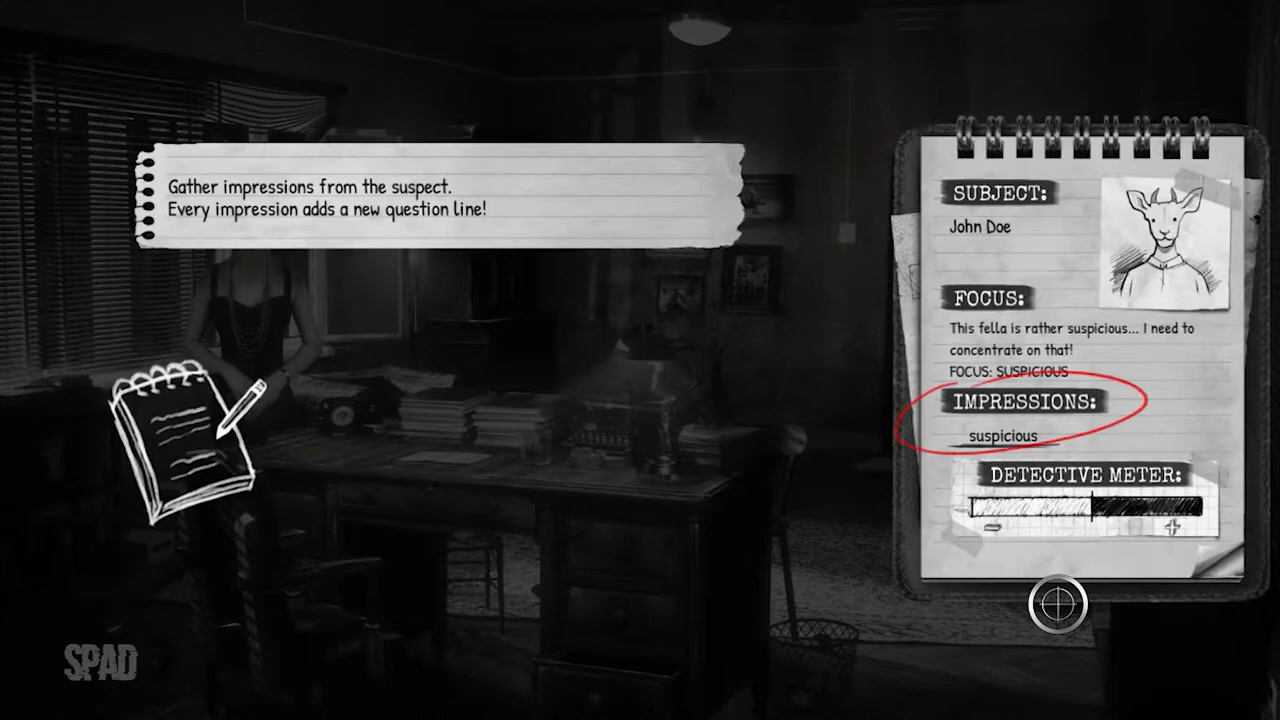 Gather impressions from the suspect.
Every impression adds a new question line!
SUBJECT:
John Doe
FOCUS:
This fella is rather suspicious... I need to
concentrate on that!
FOCUS: SUSPICIOUS
IMPRESSIONS:
suspicious
DETECTIVE METER:
- +
SPAD